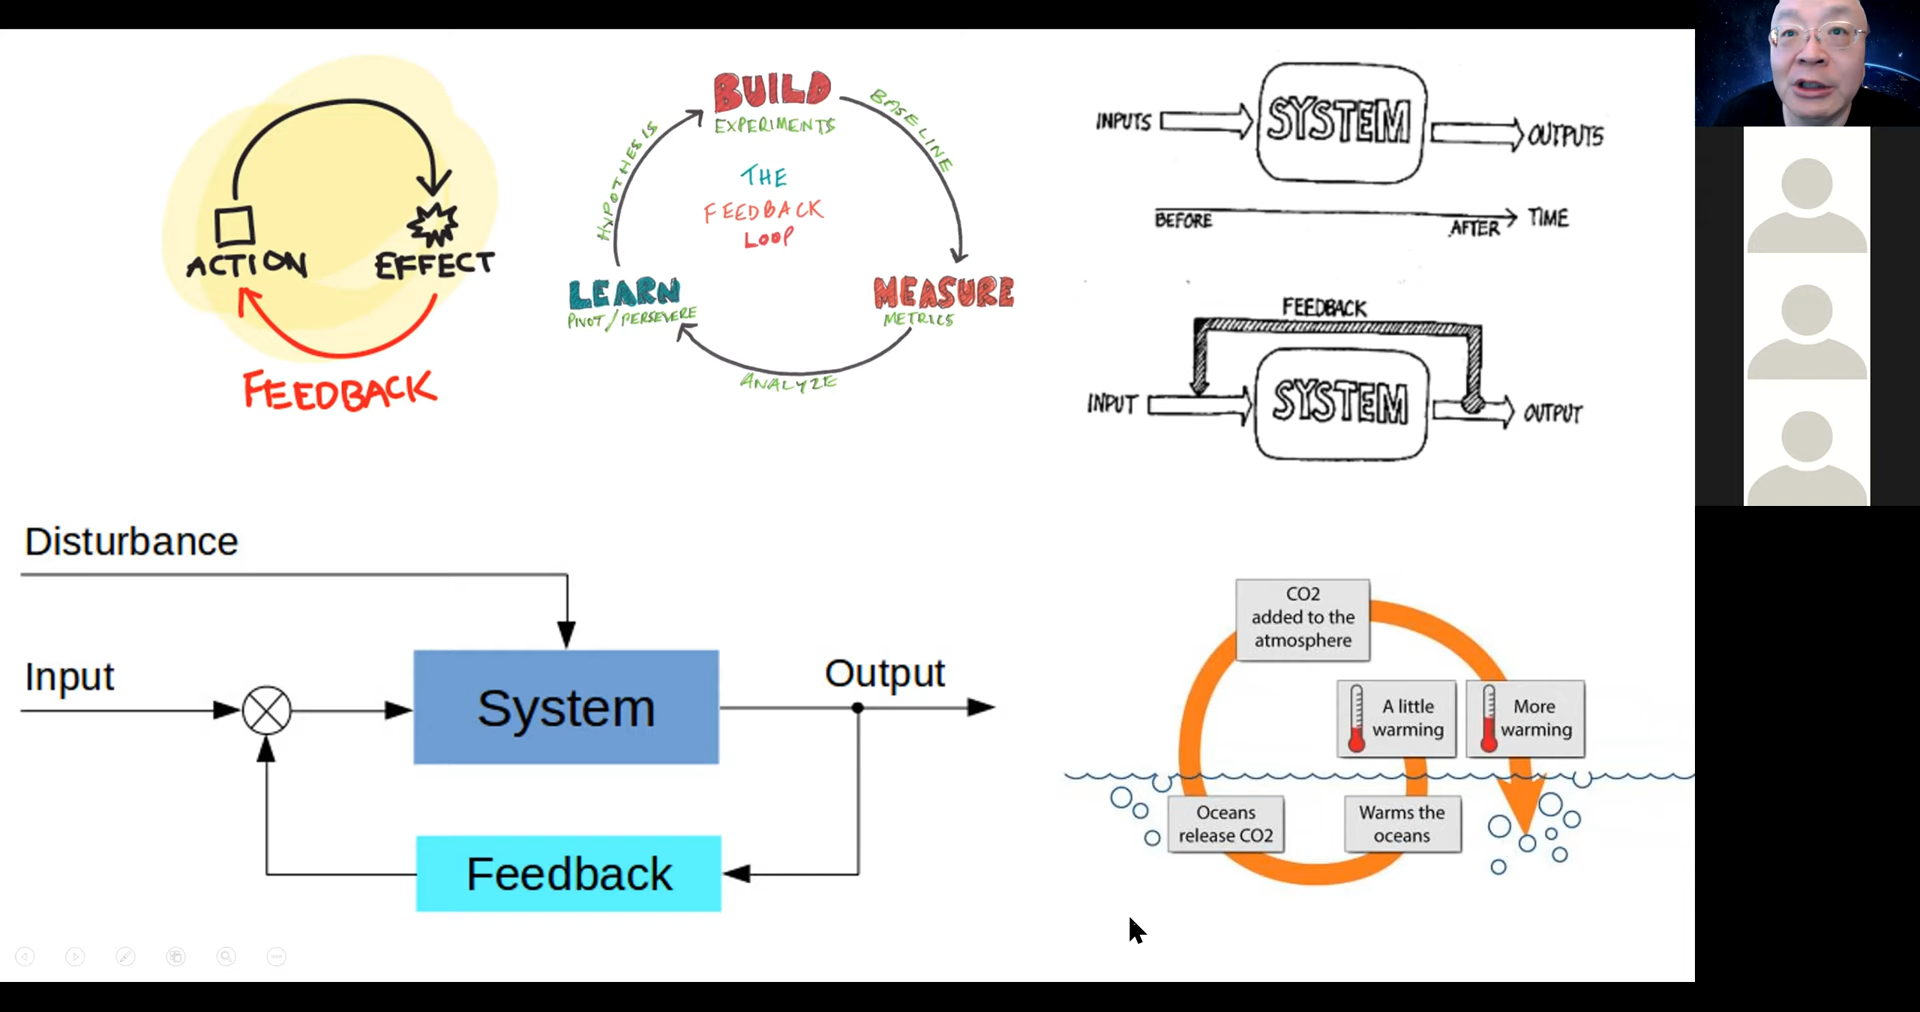 ACTION
EFFECT
FEEDBACK
BUILD
EXPERIMENTS
HYPOTHESIS
BASELINE
THE
FEEDBACK
LOOP
LEARN
PIVOT/PERSEVERE
MEASURE
METRICS
ANALYZE
INPUTS
SYSTEM
OUTPUTS
BEFORE
AFTER
TIME
FEEDBACK
INPUT
SYSTEM
OUTPUT
Disturbance
Input
System
Output
Feedback
CO2
added to the
atmosphere
A little
warming
More
warming
Oceans
release CO2
Warms the
oceans